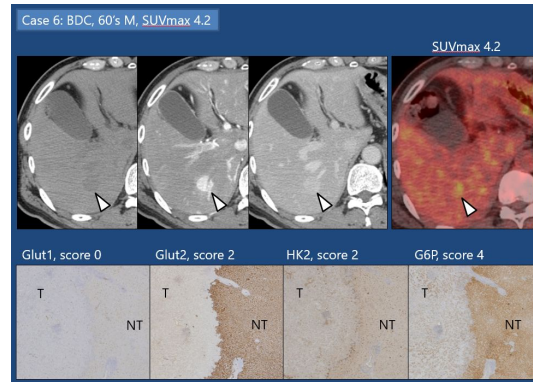 Case 6: BDC, 60's M, SUVmax 4.2
SUVmax 4.2
Glut1, score 0
Glut2, score 2
HK2, score 2
G6P, score 4
T
NT
T
NT
T
NT
T
NT